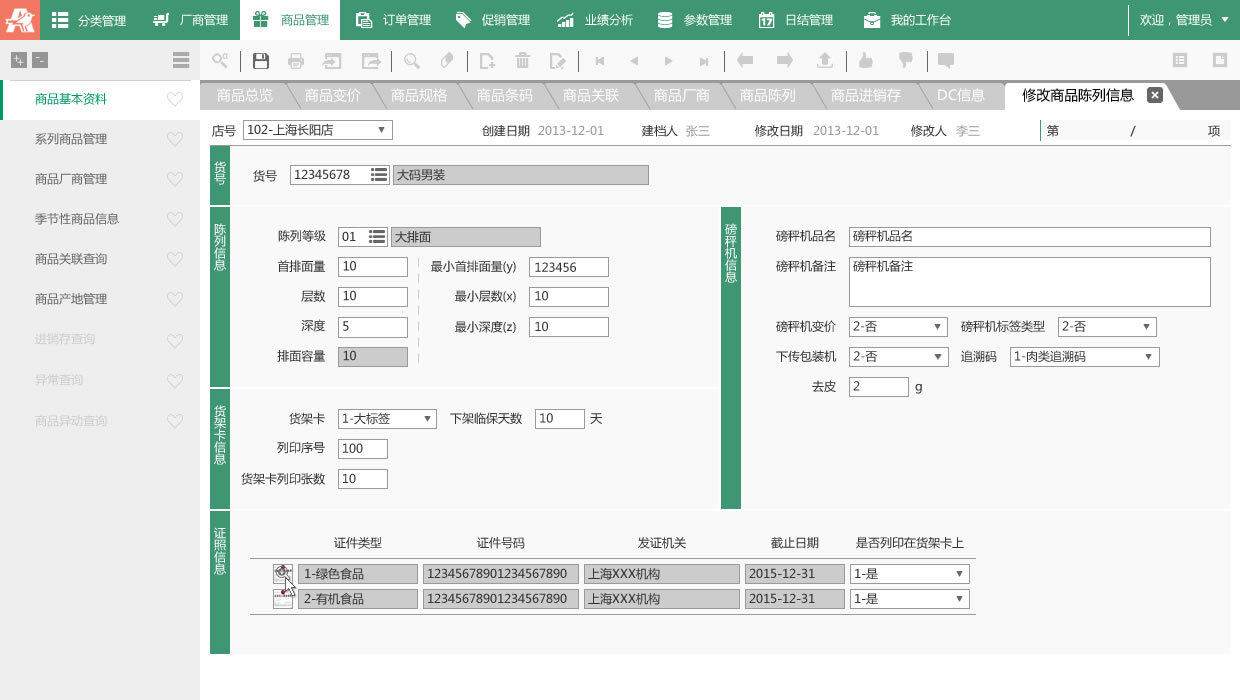 分类管理 厂商管理 商品管理 订单管理 促销管理 业绩分析 参数管理 日结管理 我的工作台 欢迎，管理员
商品总览 商品变价 商品规格 商品条码 商品关联 商品厂商 商品陈列 商品进销存 DC信息 修改商品陈列信息
商品基本资料
系列商品管理
商品厂商管理
季节性商品信息
商品关联查询
商品产地管理
进销存查询
异常查询
商品异动查询
店号 102-上海长阳店 创建日期 2013-12-01 建档人 张三 修改日期 2013-12-01 修改人 李三 第 / 项
货号
货号 12345678 大码男装
陈列信息
陈列等级 01 大排面
首排面量 10 最小首排面量(y) 123456
层数 10 最小层数(x) 10
深度 5 最小深度(z) 10
排面容量 10
货架卡信息
货架卡 1-大标签 下架临保天数 10 天
列印序号 100
货架卡列印张数 10
磅秤机信息
磅秤机品名 磅秤机品名
磅秤机备注 磅秤机备注
磅秤机变价 2-否 磅秤机标签类型 2-否
下传包装机 2-否 追溯码 1-肉类追溯码
去皮 2 g
证照信息
证件类型 证件号码 发证机关 截止日期 是否列印在货架卡上
1-绿色食品 12345678901234567890 上海XXX机构 2015-12-31 1-是
2-有机食品 12345678901234567890 上海XXX机构 2015-12-31 1-是